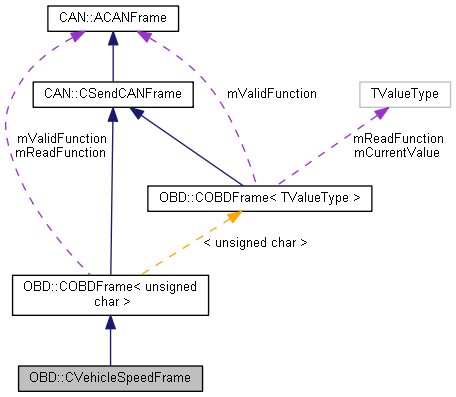 CAN::ACANFrame
CAN::CSendCANFrame
mValidFunction
TValueType
mValidFunction
mReadFunction
mReadFunction
mCurrentValue
OBD::COBDFrame< TValueType >
< unsigned char >
OBD::COBDFrame< unsigned
char >
OBD::CVehicleSpeedFrame